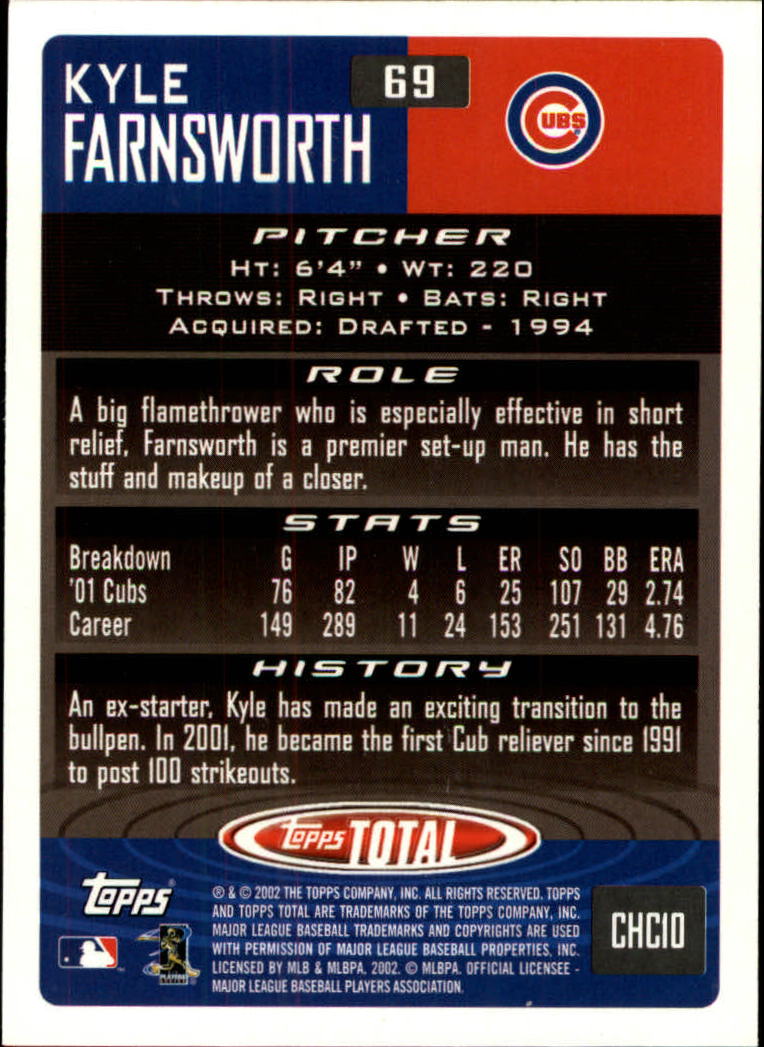 KYLE
FARNSWORTH
69
CUBS
PITCHER
HT: 6'4" • WT: 220
THROWS: RIGHT • BATS: RIGHT
ACQUIRED: DRAFTED - 1994
ROLE
A big flamethrower who is especially effective in short
relief, Farnsworth is a premier set-up man. He has the
stuff and makeup of a closer.
STATS
Breakdown G IP W L ER SO BB ERA
'01 Cubs 76 82 4 6 25 107 29 2.74
Career 149 289 11 24 153 251 131 4.76
HISTORY
An ex-starter, Kyle has made an exciting transition to the
bullpen. In 2001, he became the first Cub reliever since 1991
to post 100 strikeouts.
topps TOTAL
topps®
® & © 2002 THE TOPPS COMPANY, INC. ALL RIGHTS RESERVED. TOPPS
AND TOPPS TOTAL ARE TRADEMARKS OF THE TOPPS COMPANY, INC.
MAJOR LEAGUE BASEBALL TRADEMARKS AND COPYRIGHTS ARE USED
WITH PERMISSION OF MAJOR LEAGUE BASEBALL PROPERTIES, INC.
LICENSED BY MLB & MLBPA, 2002. © MLBPA. OFFICIAL LICENSEE -
MAJOR LEAGUE BASEBALL PLAYERS ASSOCIATION.
CHC10